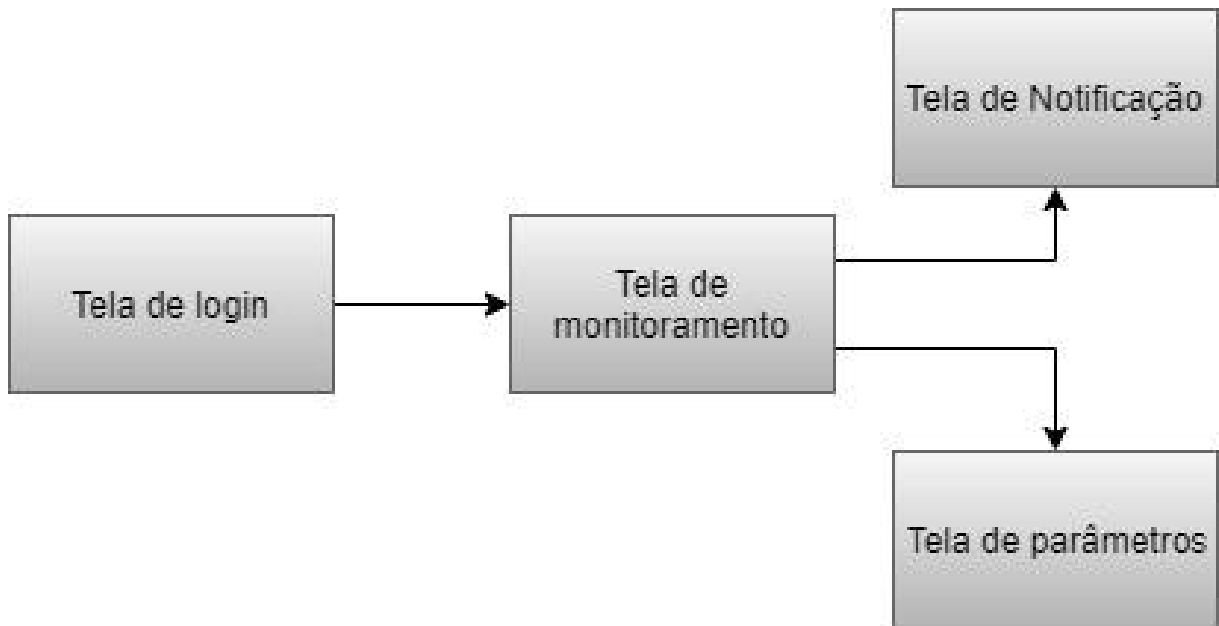 Tela de Notificação
Tela de login
Tela de
monitoramento
Tela de parâmetros